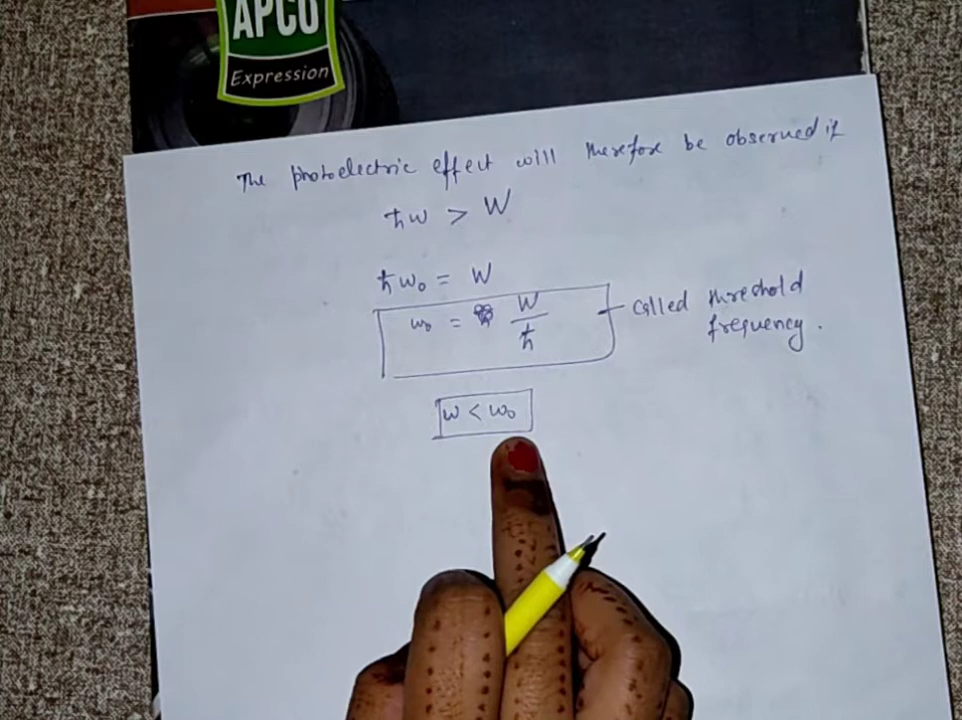 APCO
Expression
The photoelectric effect will therefore be observed if
ħω > W
ħω₀ = W
ω₀ = W/ħ called threshold frequency.
ω < ω₀